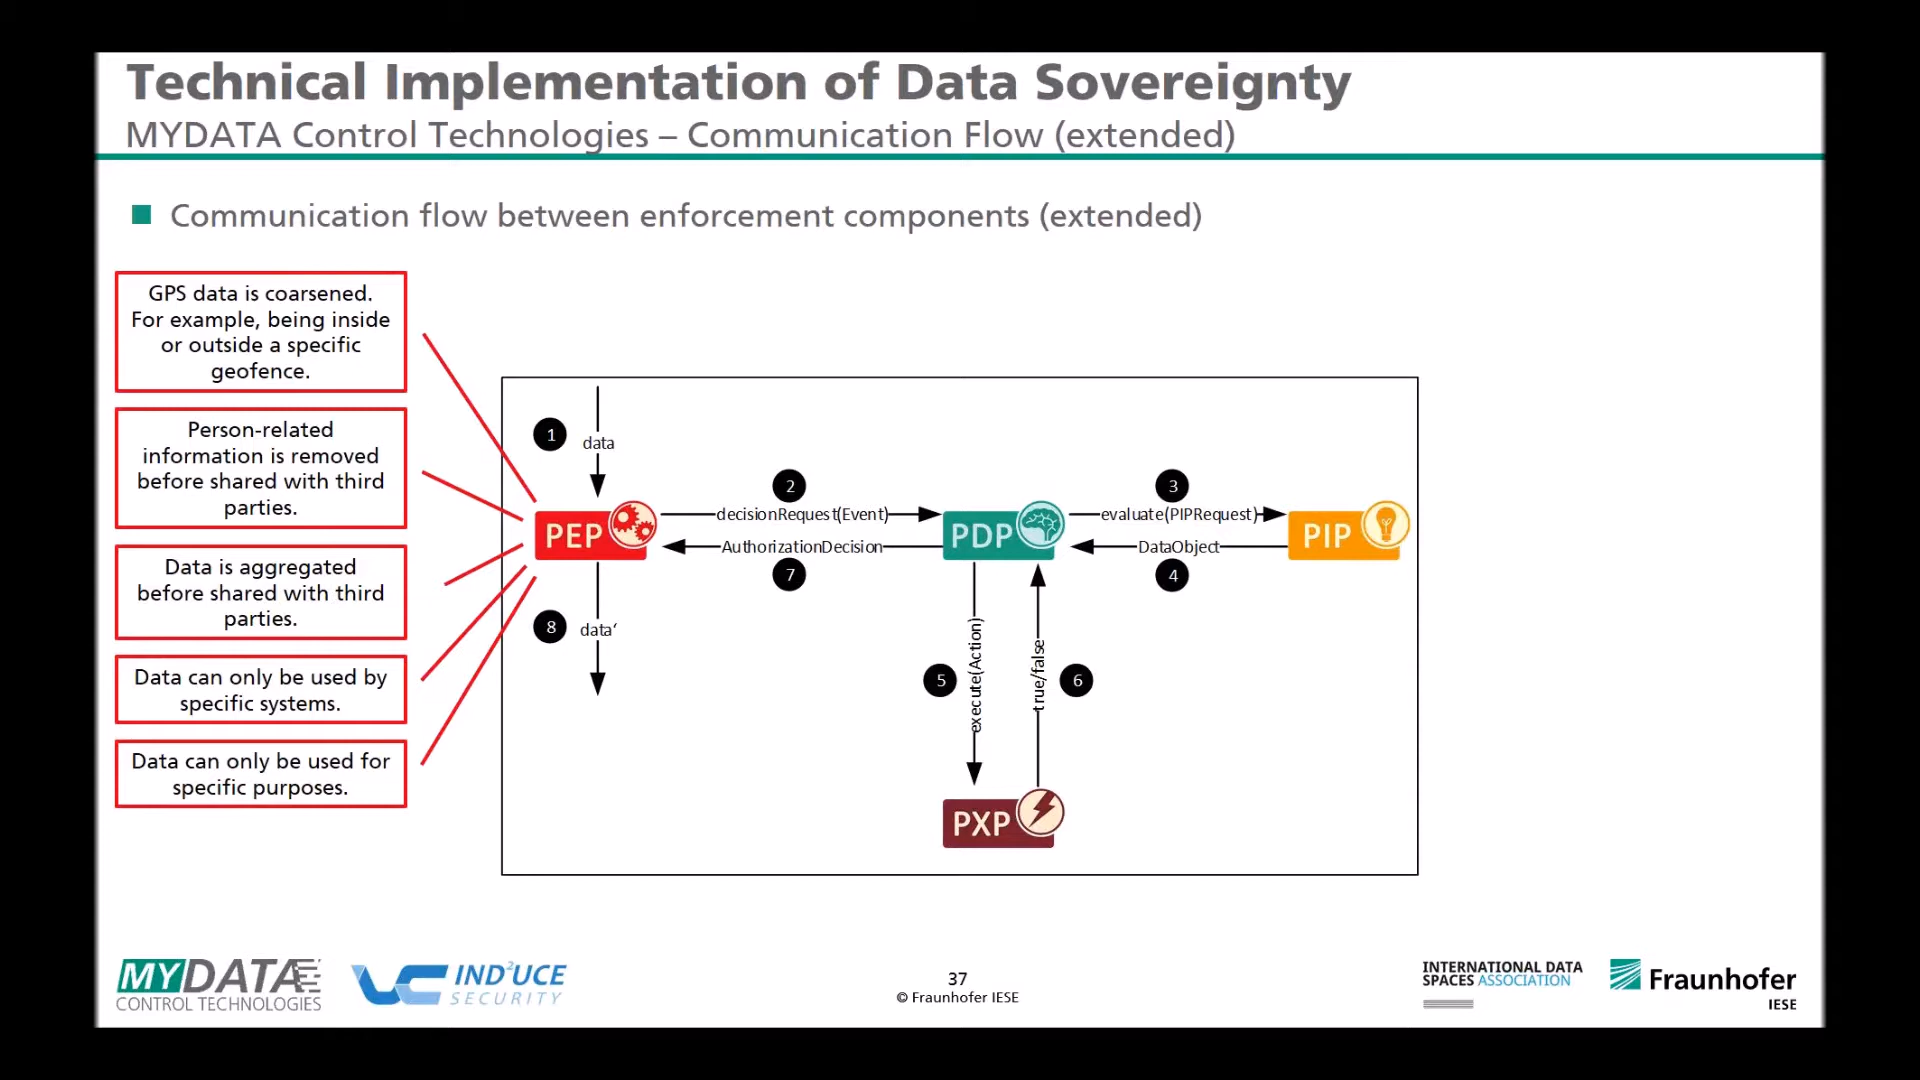 Technical Implementation of Data Sovereignty
MYDATA Control Technologies – Communication Flow (extended)
Communication flow between enforcement components (extended)
GPS data is coarsened.
For example, being inside
or outside a specific
geofence.
Person-related
information is removed
before shared with third
parties.
Data is aggregated
before shared with third
parties.
Data can only be used by
specific systems.
Data can only be used for
specific purposes.
1
data
2
3
decisionRequest(Event)
evaluate(PIPRequest)
PEP
PDP
PIP
AuthorizationDecision
DataObject
7
4
8
data‘
5
execute(Action)
true/false
6
PXP
MYDATA
CONTROL TECHNOLOGIES
IND²UCE
SECURITY
37
© Fraunhofer IESE
INTERNATIONAL DATA
SPACES ASSOCIATION
Fraunhofer
IESE